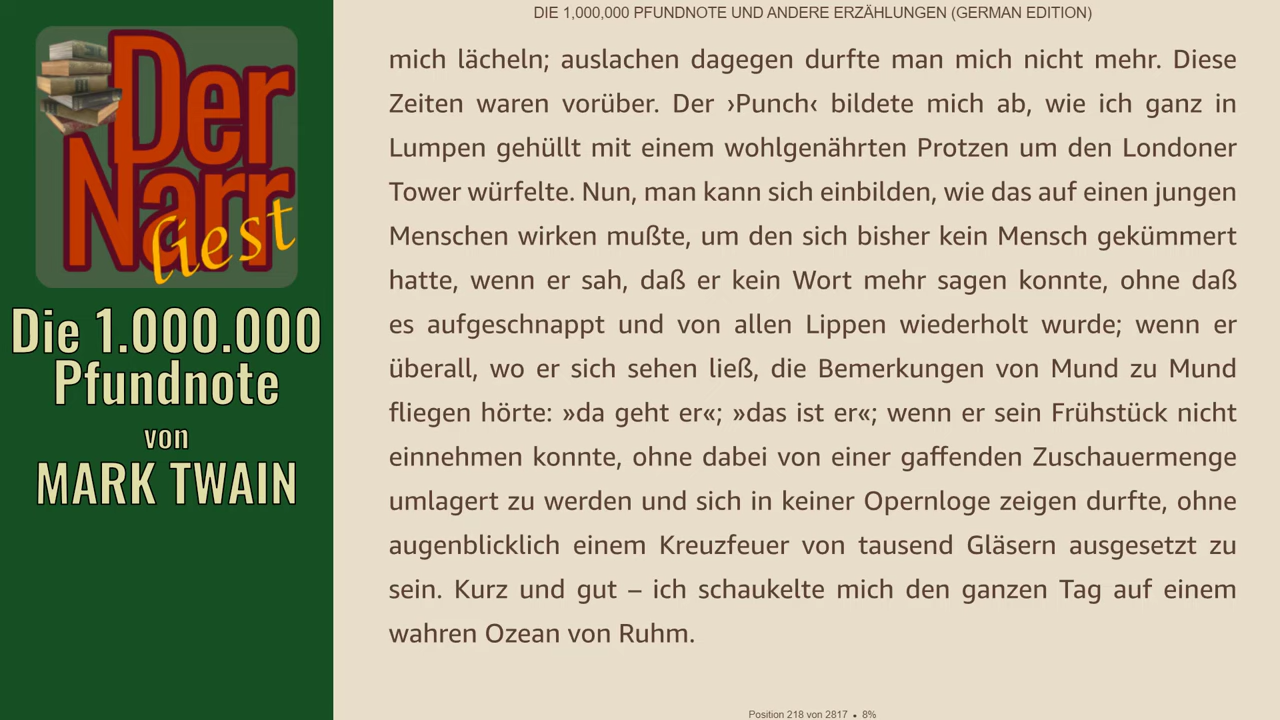 Der
Narr
liest
Die 1.000.000
Pfundnote
von
MARK TWAIN
DIE 1,000,000 PFUNDNOTE UND ANDERE ERZÄHLUNGEN (GERMAN EDITION)
mich lächeln; auslachen dagegen durfte man mich nicht mehr. Diese
Zeiten waren vorüber. Der ›Punch‹ bildete mich ab, wie ich ganz in
Lumpen gehüllt mit einem wohlgenährten Protzen um den Londoner
Tower würfelte. Nun, man kann sich einbilden, wie das auf einen jungen
Menschen wirken mußte, um den sich bisher kein Mensch gekümmert
hatte, wenn er sah, daß er kein Wort mehr sagen konnte, ohne daß
es aufgeschnappt und von allen Lippen wiederholt wurde; wenn er
überall, wo er sich sehen ließ, die Bemerkungen von Mund zu Mund
fliegen hörte: »da geht er«; »das ist er«; wenn er sein Frühstück nicht
einnehmen konnte, ohne dabei von einer gaffenden Zuschauermenge
umlagert zu werden und sich in keiner Opernloge zeigen durfte, ohne
augenblicklich einem Kreuzfeuer von tausend Gläsern ausgesetzt zu
sein. Kurz und gut – ich schaukelte mich den ganzen Tag auf einem
wahren Ozean von Ruhm.
Position 218 von 2817 • 8%